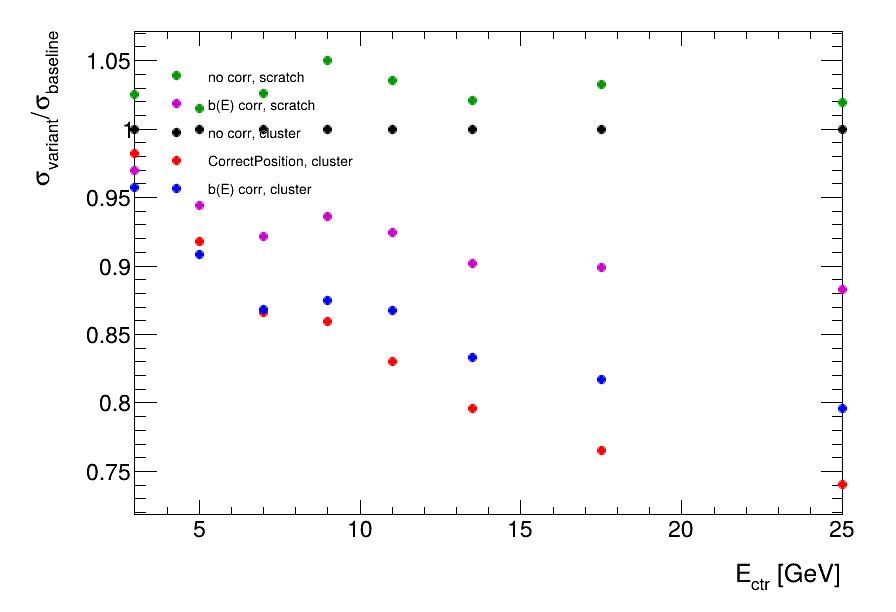 σvariant/σbaseline
1.05
1
0.95
0.9
0.85
0.8
0.75
no corr, scratch
b(E) corr, scratch
no corr, cluster
CorrectPosition, cluster
b(E) corr, cluster
5 10 15 20 25
Ectr [GeV]